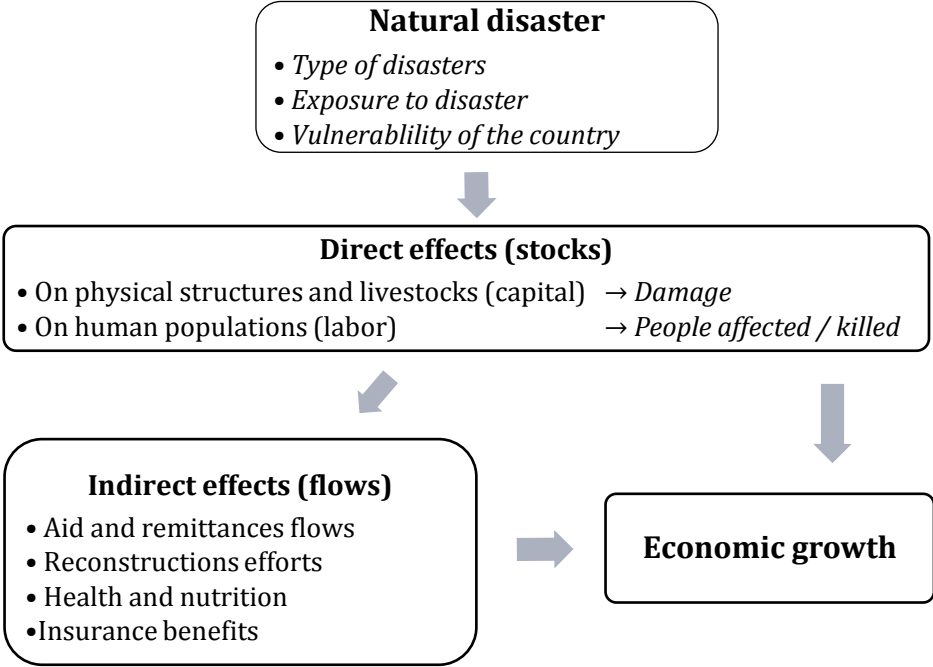 Natural disaster
• Type of disasters
• Exposure to disaster
• Vulnerablility of the country
Direct effects (stocks)
• On physical structures and livestocks (capital) → Damage
• On human populations (labor) → People affected / killed
Indirect effects (flows)
• Aid and remittances flows
• Reconstructions efforts
• Health and nutrition
•Insurance benefits
Economic growth